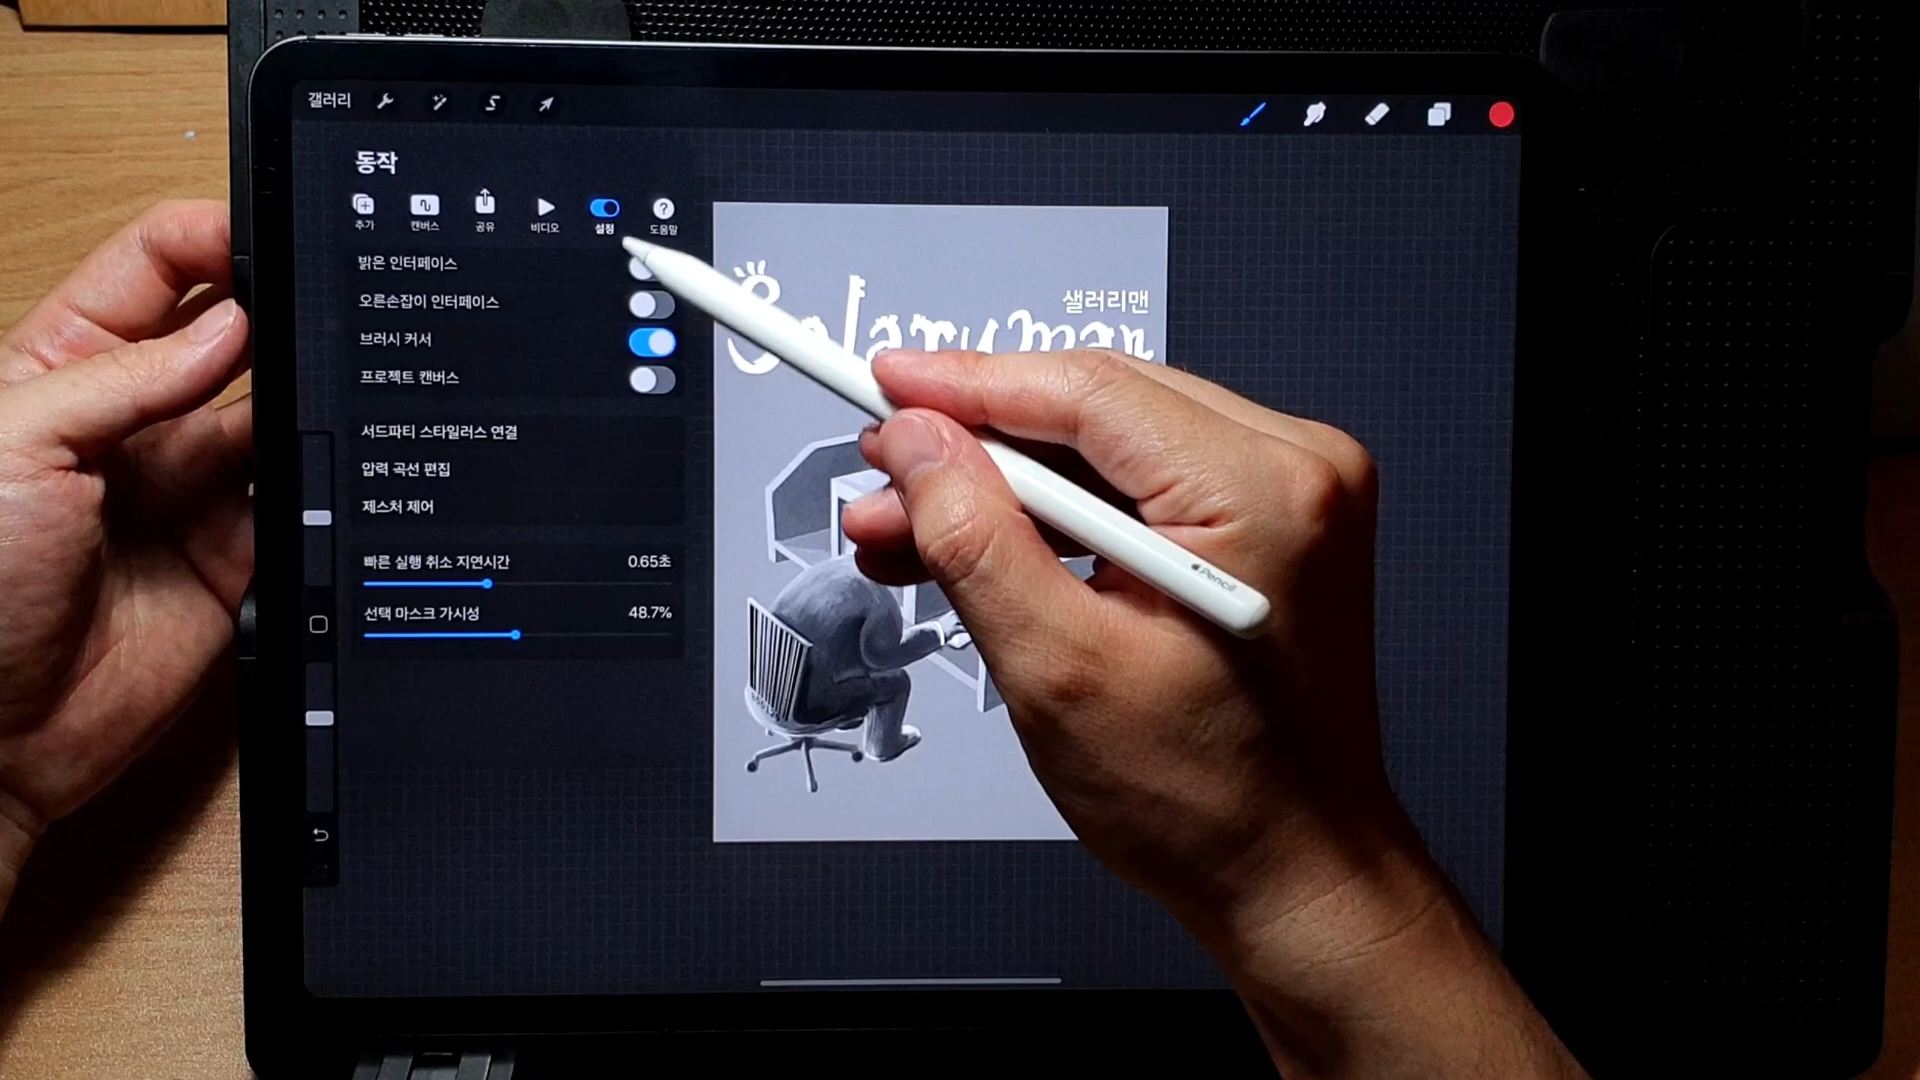 갤러리
동작
추가 캔버스 공유 비디오 설정 도움말
밝은 인터페이스
오른손잡이 인터페이스
브러시 커서
프로젝트 캔버스
서드파티 스타일러스 연결
압력 곡선 편집
제스처 제어
빠른 실행 취소 지연시간 0.65초
선택 마스크 가시성 48.7%
샐러리맨
Salaryman
Pencil